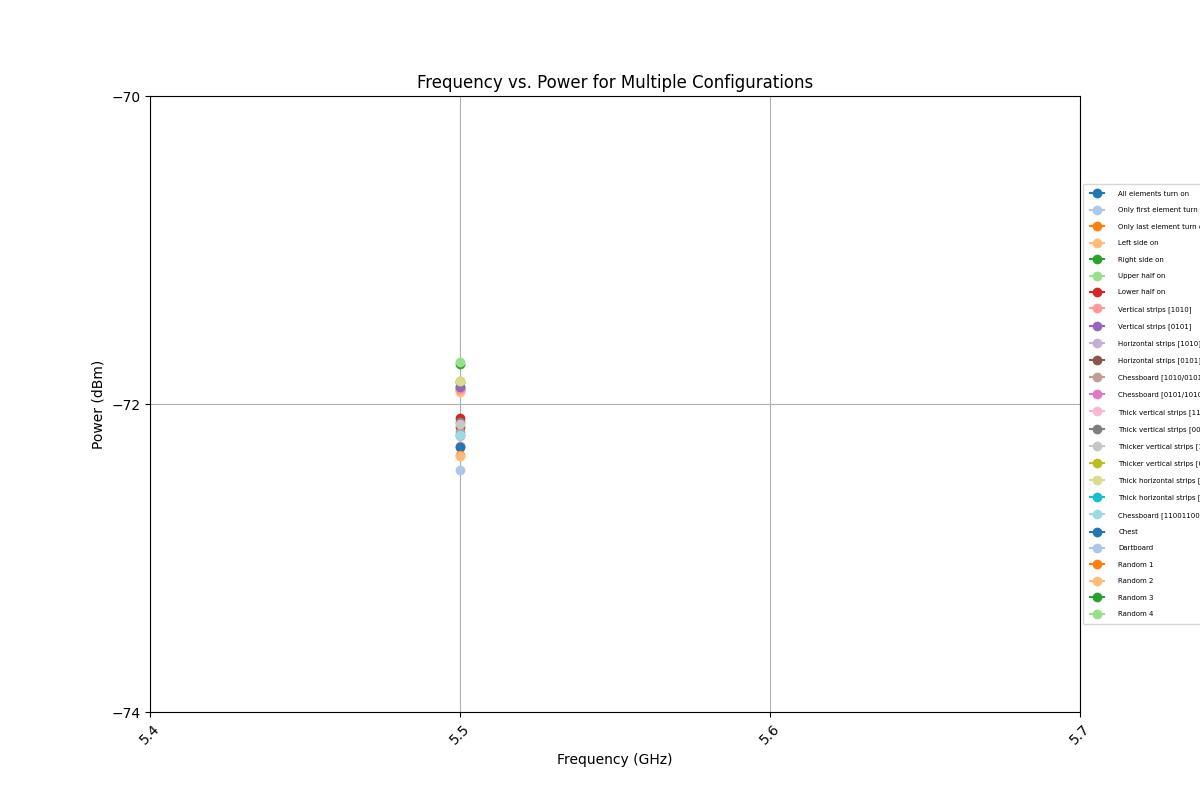 Frequency vs. Power for Multiple Configurations
−70
−72
−74
Power (dBm)
5.4
5.5
5.6
5.7
Frequency (GHz)
All elements turn on
Only first element turn
Only last element turn
Left side on
Right side on
Upper half on
Lower half on
Vertical strips [1010]
Vertical strips [0101]
Horizontal strips [1010]
Horizontal strips [0101]
Chessboard [1010/0101
Chessboard [0101/1010
Thick vertical strips [11
Thick vertical strips [00
Thicker vertical strips [
Thicker vertical strips [
Thick horizontal strips [
Thick horizontal strips [
Chessboard [11001100
Chest
Dartboard
Random 1
Random 2
Random 3
Random 4